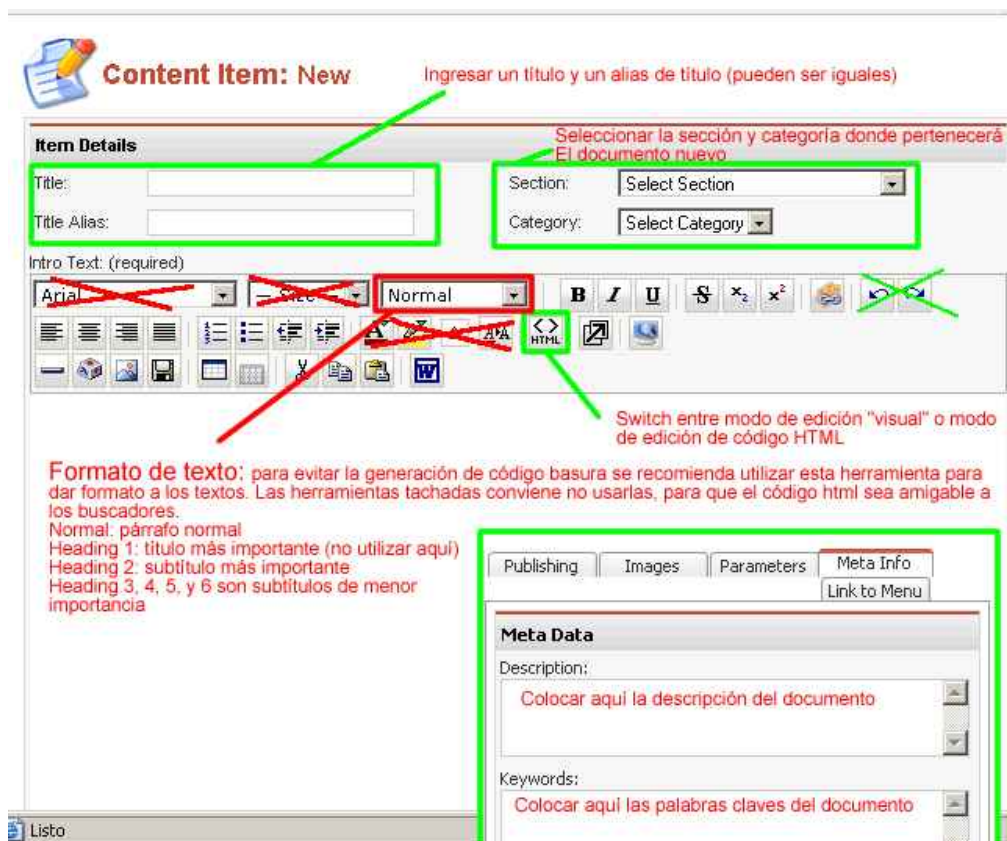 Content Item: New
Ingresar un título y un alias de título (pueden ser iguales)
Item Details
Seleccionar la sección y categoría donde pertenecerá
El documento nuevo
Title:
Section: Select Section
Title Alias:
Category: Select Category
Intro Text: (required)
Arial — Size — Normal B I U S x2 x2
A A HTML
W
Switch entre modo de edición "visual" o modo
de edición de código HTML
Formato de texto: para evitar la generación de código basura se recomienda utilizar esta herramienta para
dar formato a los textos. Las herramientas tachadas conviene no usarlas, para que el código html sea amigable a
los buscadores.
Normal: párrafo normal
Heading 1: título más importante (no utilizar aquí)
Heading 2: subtítulo más importante
Heading 3, 4, 5, y 6 son subtítulos de menor
importancia
Publishing Images Parameters Meta Info
Link to Menu
Meta Data
Description:
Colocar aquí la descripción del documento
Keywords:
Colocar aquí las palabras claves del documento
Listo